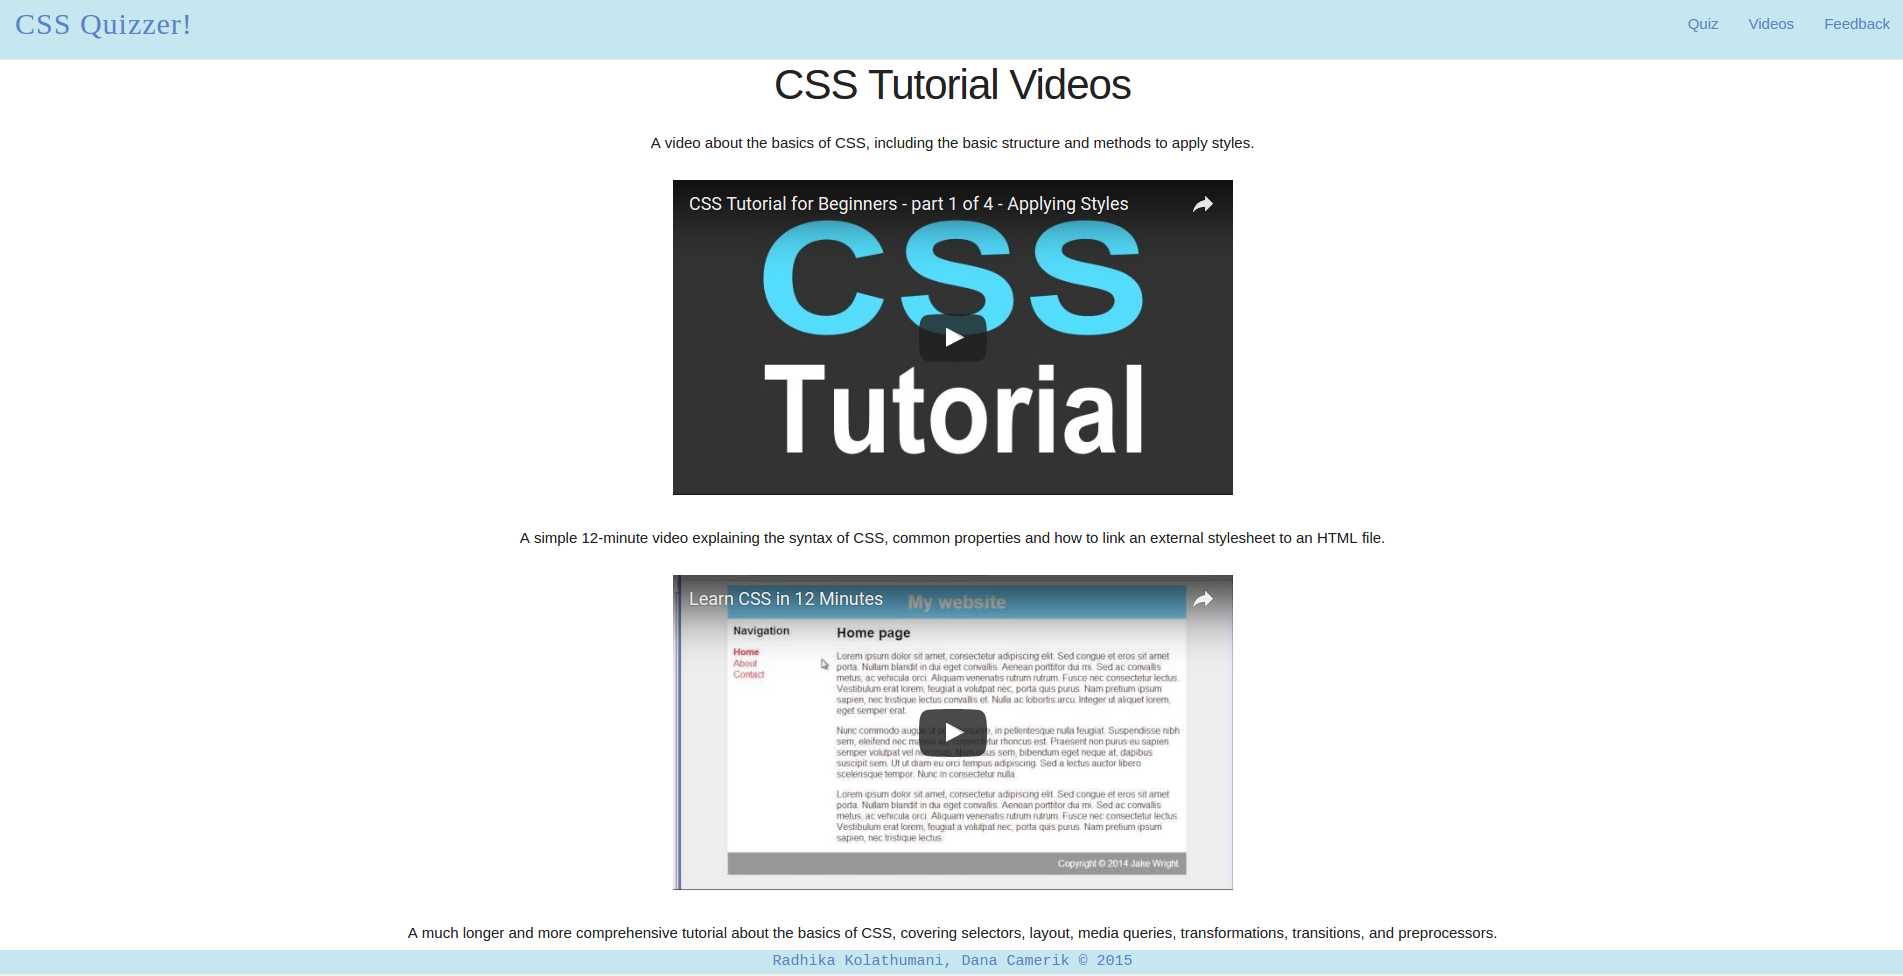 CSS Quizzer!
Quiz Videos Feedback
CSS Tutorial Videos
A video about the basics of CSS, including the basic structure and methods to apply styles.
CSS Tutorial for Beginners - part 1 of 4 - Applying Styles
CSS
Tutorial
A simple 12-minute video explaining the syntax of CSS, common properties and how to link an external stylesheet to an HTML file.
Learn CSS in 12 Minutes
My website
Navigation
Home
About
Contact
Home page
Lorem ipsum dolor sit amet, consectetur adipiscing elit. Sed congue et eros sit amet
porta. Nullam blandit in dui eget convallis. Aenean porttitor dui mi. Sed ac convallis
metus, ac vehicula orci. Aliquam venenatis rutrum rutrum. Fusce nec consectetur lectus.
Vestibulum erat lorem, feugiat a volutpat nec, porta quis purus. Nam pretium ipsum
sapien, nec tristique lectus convallis et. Nulla ac lobortis arcu. Integer ut aliquet lorem,
eget semper erat.
Nunc commodo augue ut, in pellentesque nulla feugiat. Suspendisse nibh
sem, eleifend nec consectetur rhoncus est. Praesent non purus eu sapien
semper volutpat vel non risus. Nam risus sem, bibendum eget neque at, dapibus
suscipit sem. Ut ut diam eu orci tempus adipiscing. Sed a lectus auctor libero
scelerisque tempor. Nunc in consectetur nulla.
Lorem ipsum dolor sit amet, consectetur adipiscing elit. Sed congue et eros sit amet
porta. Nullam blandit in dui eget convallis. Aenean porttitor dui mi. Sed ac convallis
metus, ac vehicula orci. Aliquam venenatis rutrum rutrum. Fusce nec consectetur lectus.
Vestibulum erat lorem, feugiat a volutpat nec, porta quis purus. Nam pretium ipsum
sapien, nec tristique lectus.
Copyright © 2014 Jake Wright.
A much longer and more comprehensive tutorial about the basics of CSS, covering selectors, layout, media queries, transformations, transitions, and preprocessors.
Radhika Kolathumani, Dana Camerik © 2015